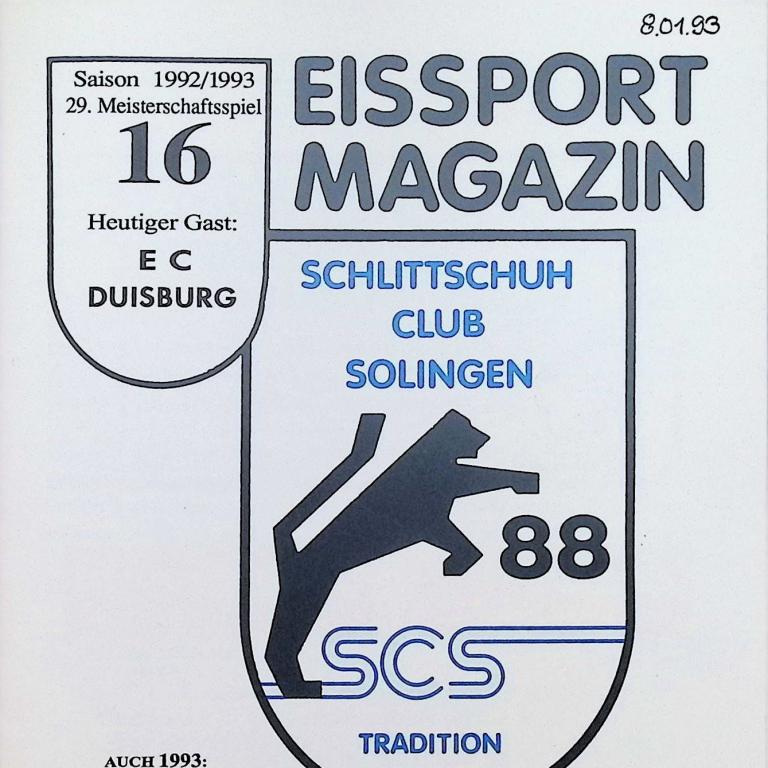 8.01.93
Saison 1992/1993
29. Meisterschaftsspiel
16
Heutiger Gast:
E C
DUISBURG
EISSPORT
MAGAZIN
SCHLITTSCHUH
CLUB
SOLINGEN
88
SCS
TRADITION
AUCH 1993: